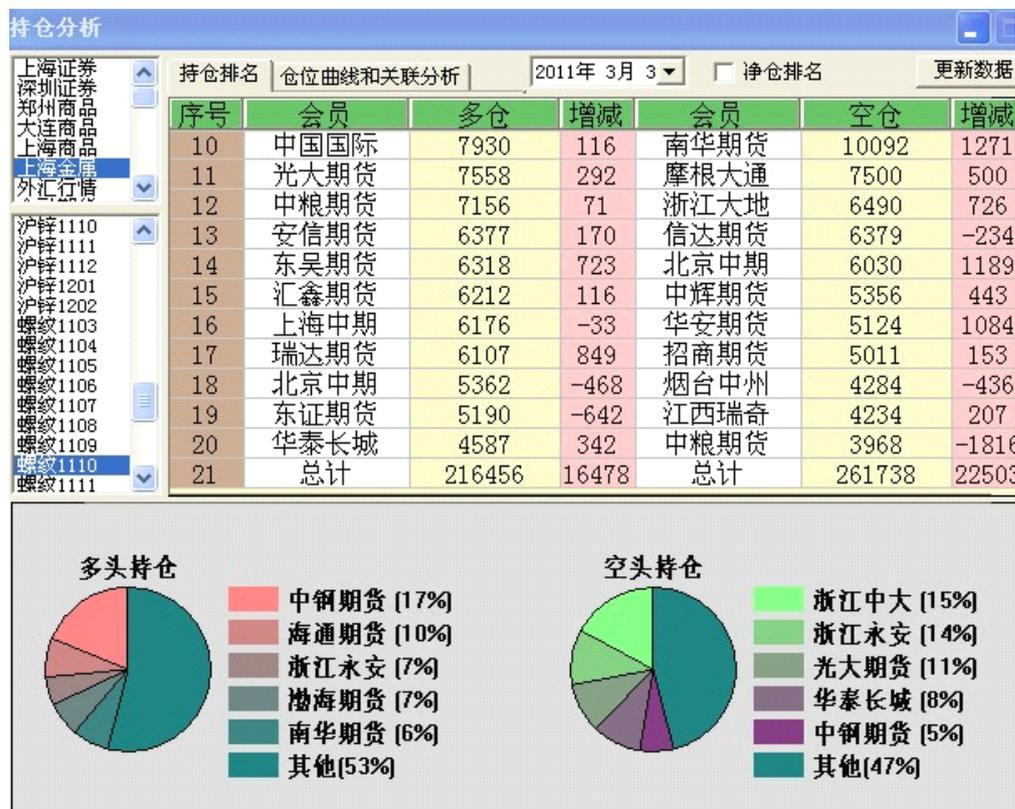 持仓分析
上海证券
深圳证券
郑州商品
大连商品
上海商品
上海金属
外汇行情
沪锌1110
沪锌1111
沪锌1112
沪锌1201
沪锌1202
螺纹1103
螺纹1104
螺纹1105
螺纹1106
螺纹1107
螺纹1108
螺纹1109
螺纹1110
螺纹1111
持仓排名 仓位曲线和关联分析 2011年 3月 3 净仓排名 更新数据
序号 会员 多仓 增减 会员 空仓 增减
10 中国国际 7930 116 南华期货 10092 1271
11 光大期货 7558 292 摩根大通 7500 500
12 中粮期货 7156 71 浙江大地 6490 726
13 安信期货 6377 170 信达期货 6379 -234
14 东吴期货 6318 723 北京中期 6030 1189
15 汇鑫期货 6212 116 中辉期货 5356 443
16 上海中期 6176 -33 华安期货 5124 1084
17 瑞达期货 6107 849 招商期货 5011 153
18 北京中期 5362 -468 烟台中州 4284 -436
19 东证期货 5190 -642 江西瑞奇 4234 207
20 华泰长城 4587 342 中粮期货 3968 -1816
21 总计 216456 16478 总计 261738 22503
多头持仓
中钢期货 (17%)
海通期货 (10%)
浙江永安 (7%)
渤海期货 (7%)
南华期货 (6%)
其他(53%)
空头持仓
浙江中大 (15%)
浙江永安 (14%)
光大期货 (11%)
华泰长城 (8%)
中钢期货 (5%)
其他(47%)